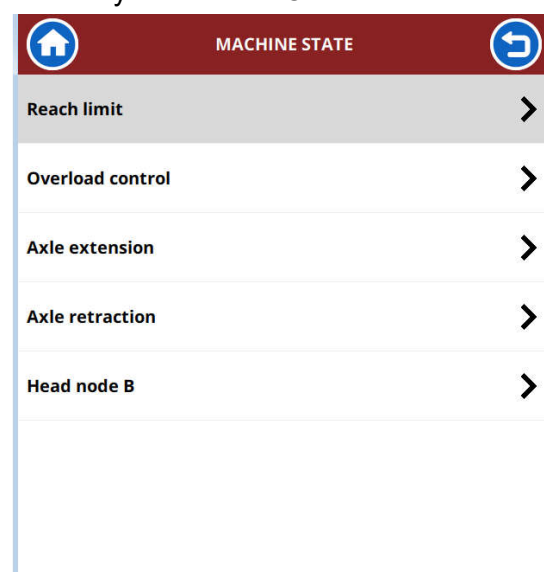 MACHINE STATE
Reach limit
Overload control
Axle extension
Axle retraction
Head node B